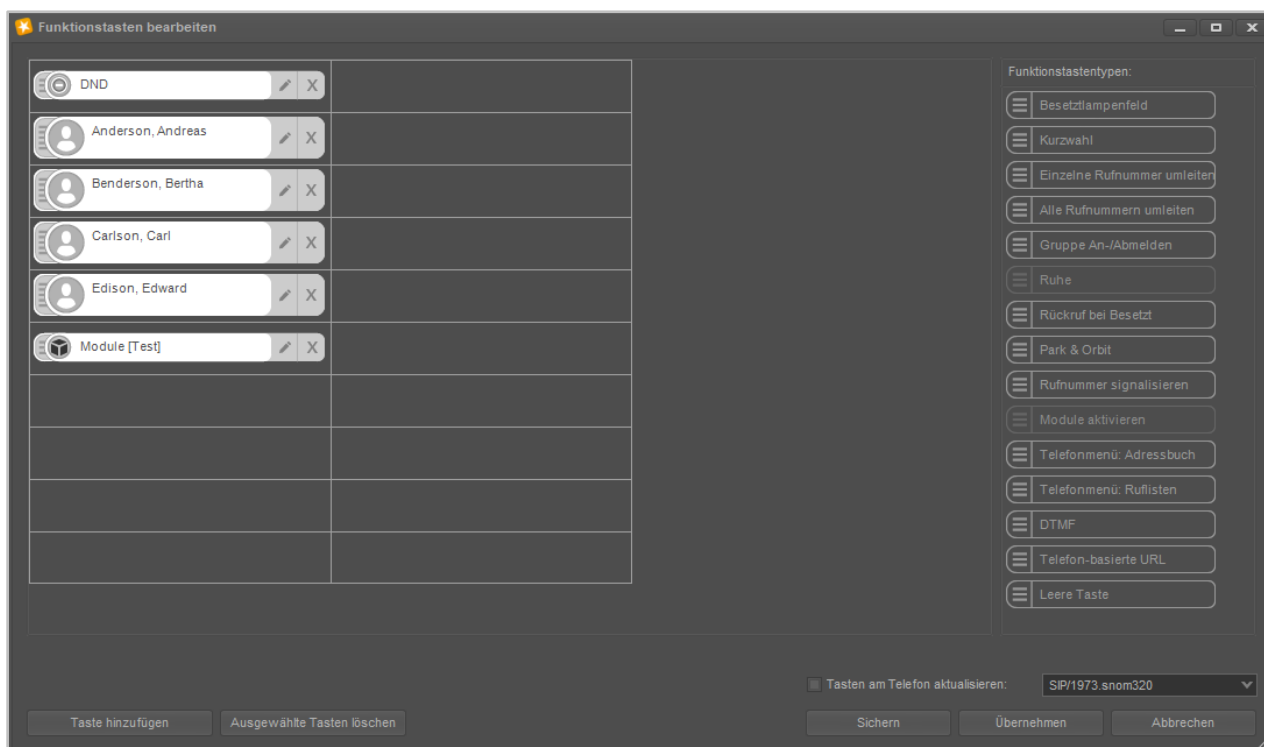 Funktionstasten bearbeiten
DND
Anderson, Andreas
Benderson, Bertha
Carlson, Carl
Edison, Edward
Module [Test]
Funktionstastentypen:
Besetztlampenfeld
Kurzwahl
Einzelne Rufnummer umleiten
Alle Rufnummern umleiten
Gruppe An-/Abmelden
Ruhe
Rückruf bei Besetzt
Park & Orbit
Rufnummer signalisieren
Module aktivieren
Telefonmenü: Adressbuch
Telefonmenü: Ruflisten
DTMF
Telefon-basierte URL
Leere Taste
Tasten am Telefon aktualisieren: SIP/1973.snom320
Taste hinzufügen Ausgewählte Tasten löschen Sichern Übernehmen Abbrechen